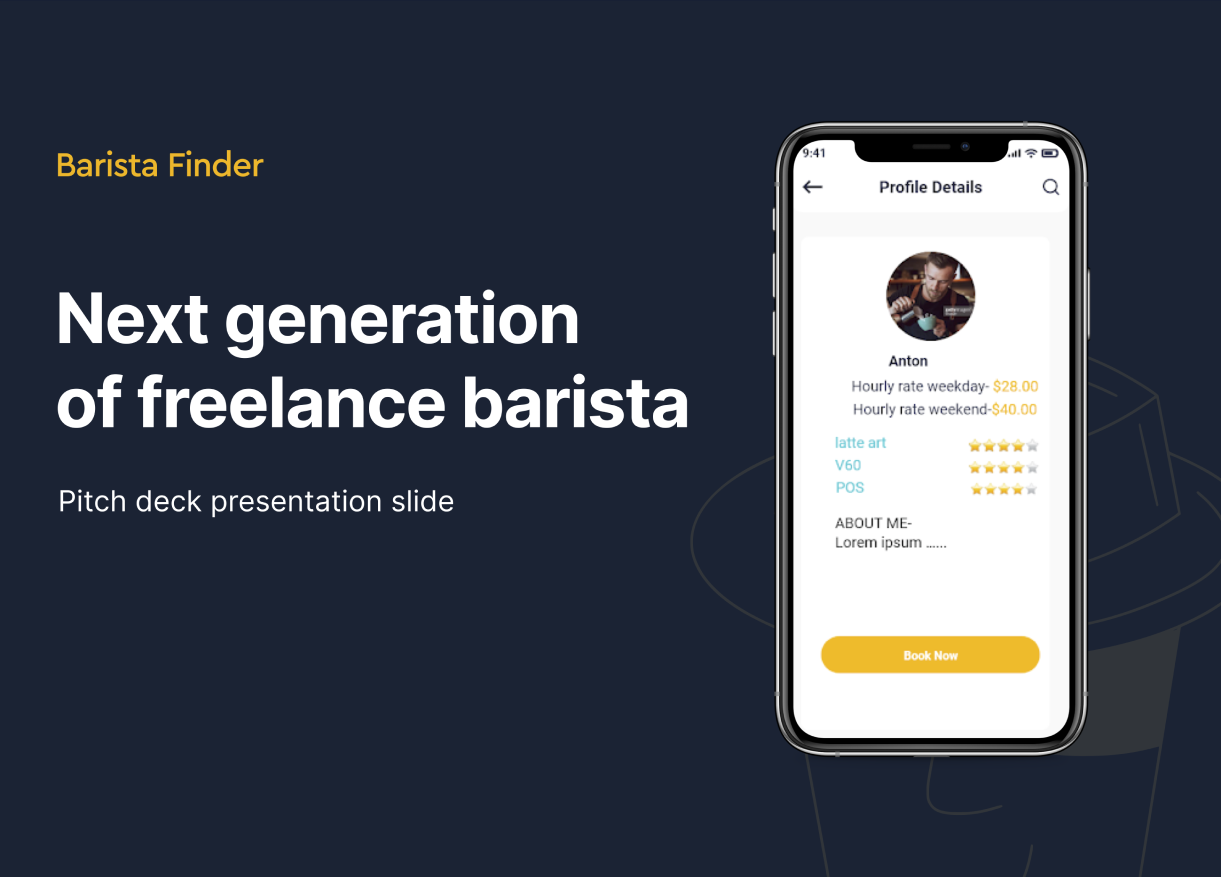 Barista Finder
Next generation
of freelance barista
Pitch deck presentation slide
9:41
Profile Details
Anton
Hourly rate weekday- $28.00
Hourly rate weekend-$40.00
latte art
V60
POS
ABOUT ME-
Lorem ipsum ......
Book Now